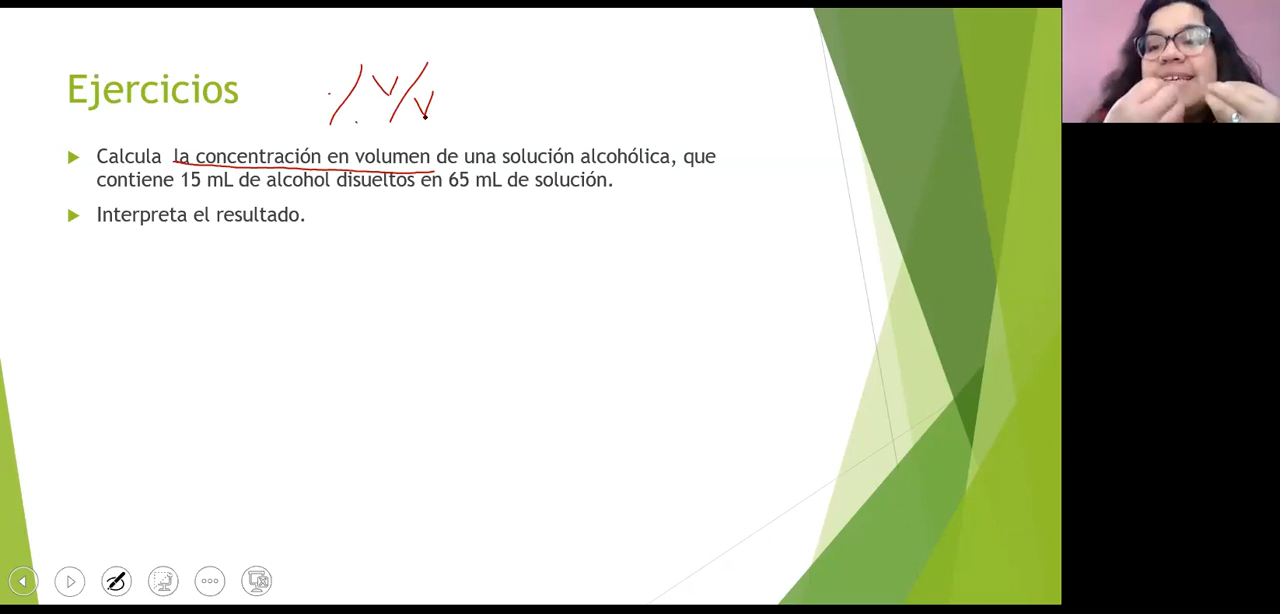 Ejercicios
% v/v
Calcula la concentración en volumen de una solución alcohólica, que
contiene 15 mL de alcohol disueltos en 65 mL de solución.
Interpreta el resultado.